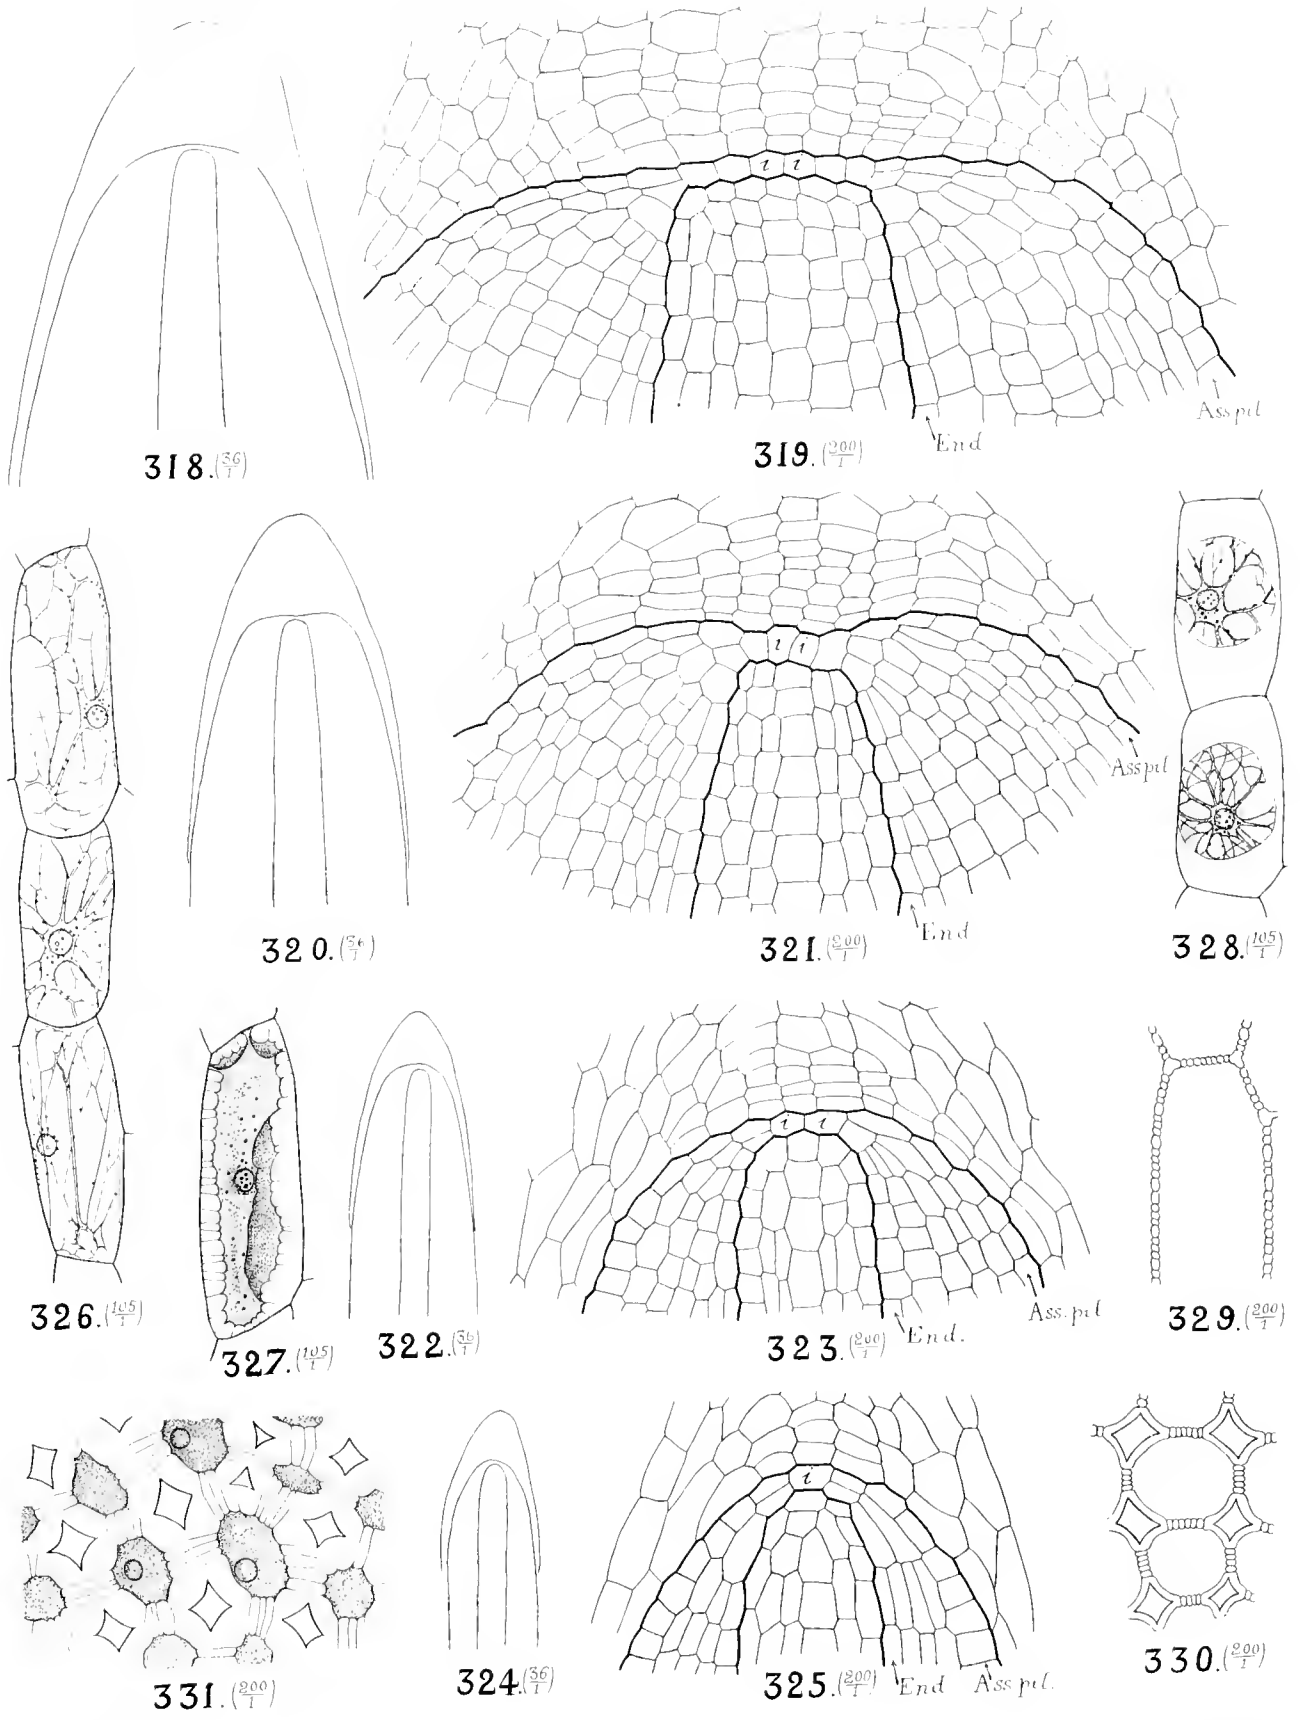 i i
Ass pil
End
318. (36/1)
319. (200/1)
i i
Ass pil
End
320. (36/1)
321. (200/1)
328. (105/1)
i i
Ass. pil
End.
326. (105/1)
327. (105/1)
322. (36/1)
323. (200/1)
329. (200/1)
i
End
Ass pil.
331. (200/1)
324. (36/1)
325. (200/1)
330. (200/1)